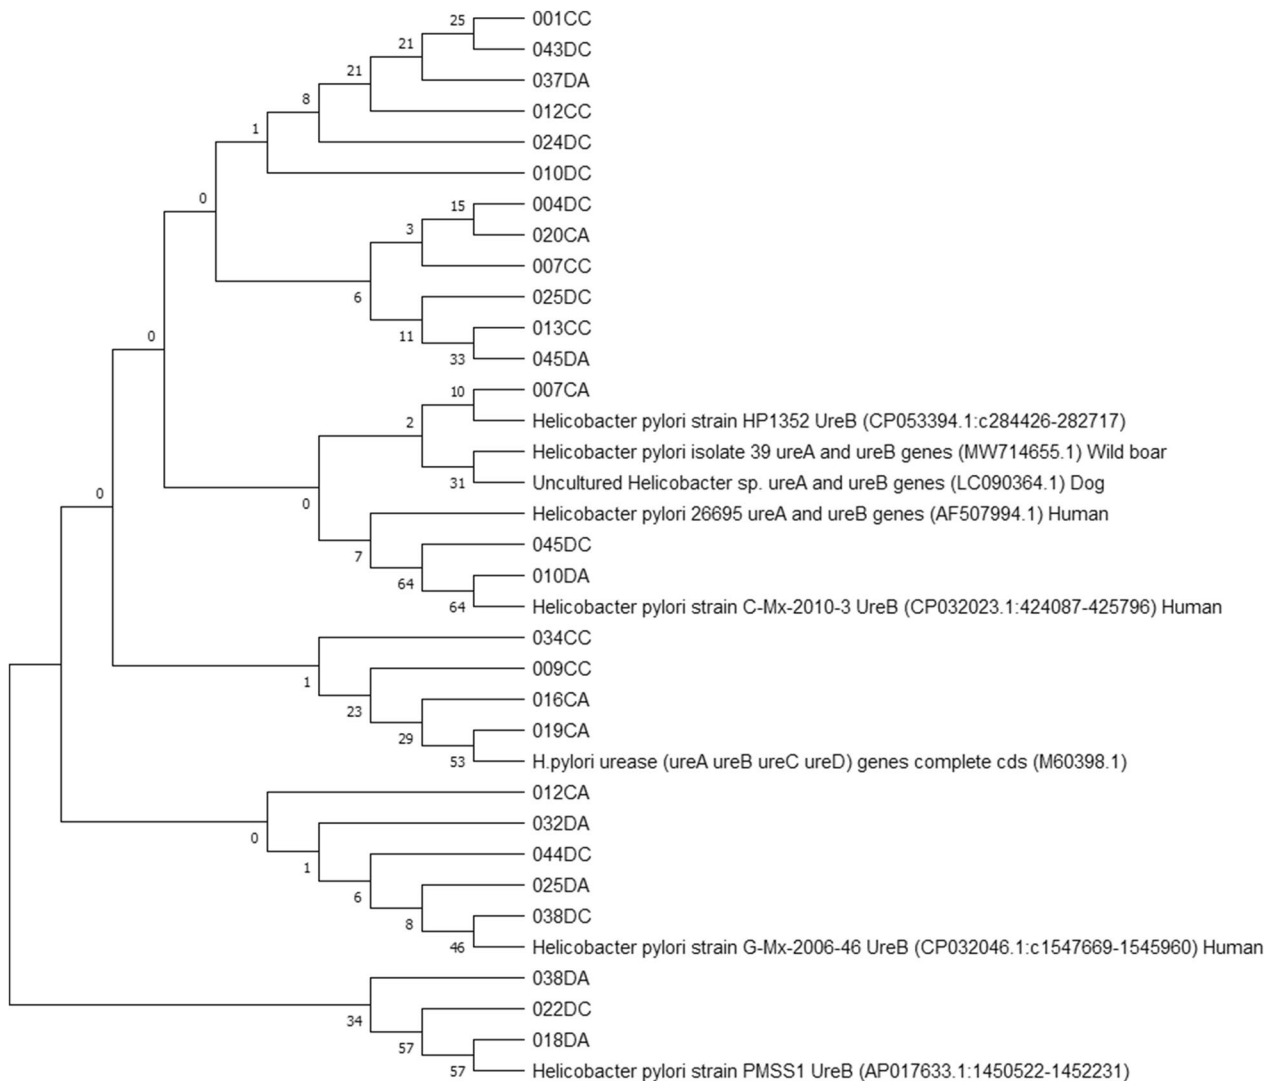 25
001CC
043DC
21
037DA
21
012CC
8
024DC
1
010DC
0
15
004DC
020CA
3
007CC
6
025DC
11
013CC
33
045DA
0
10
007CA
Helicobacter pylori strain HP1352 UreB (CP053394.1:c284426-282717)
2
Helicobacter pylori isolate 39 ureA and ureB genes (MW714655.1) Wild boar
31
Uncultured Helicobacter sp. ureA and ureB genes (LC090364.1) Dog
0
Helicobacter pylori 26695 ureA and ureB genes (AF507994.1) Human
7
045DC
64
010DA
64
Helicobacter pylori strain C-Mx-2010-3 UreB (CP032023.1:424087-425796) Human
0
034CC
1
009CC
23
016CA
29
019CA
53
H.pylori urease (ureA ureB ureC ureD) genes complete cds (M60398.1)
012CA
0
032DA
1
044DC
6
025DA
8
038DC
46
Helicobacter pylori strain G-Mx-2006-46 UreB (CP032046.1:c1547669-1545960) Human
038DA
34
022DC
57
018DA
57
Helicobacter pylori strain PMSS1 UreB (AP017633.1:1450522-1452231)